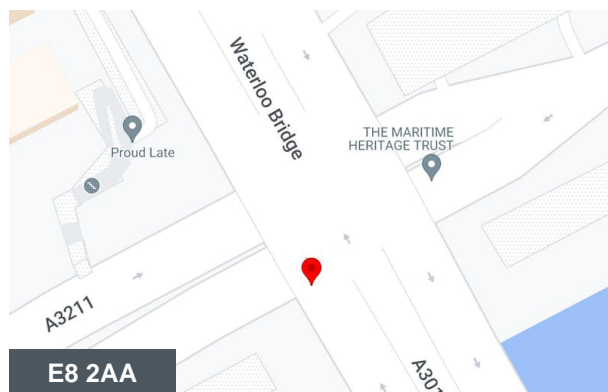 Waterloo Bridge
Proud Late
THE MARITIME
HERITAGE TRUST
A3211
A301
E8 2AA